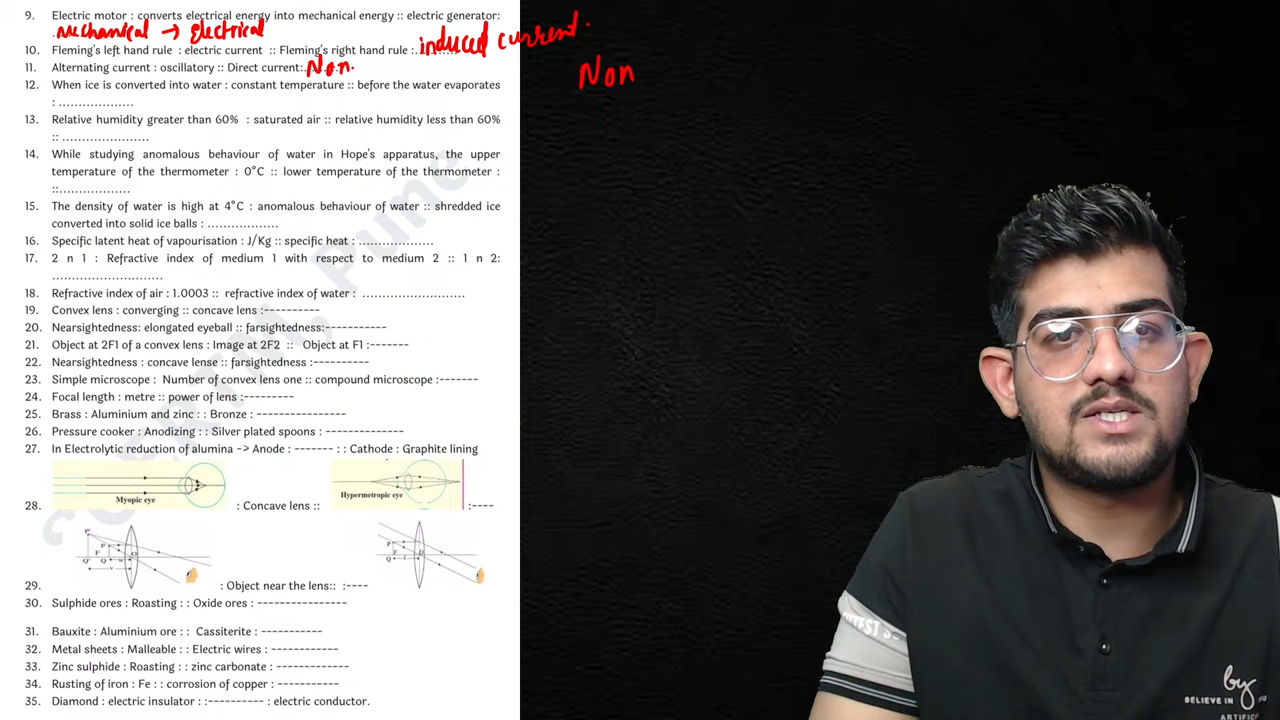 9. Electric motor : converts electrical energy into mechanical energy :: electric generator:
mechanical → Electrical
10. Fleming's left hand rule : electric current :: Fleming's right hand rule :..........
induced current.
11. Alternating current : oscillatory :: Direct current:..........
Non.
Non
12. When ice is converted into water : constant temperature :: before the water evaporates
: ...................
13. Relative humidity greater than 60% : saturated air :: relative humidity less than 60%
:: ......................
14. While studying anomalous behaviour of water in Hope's apparatus, the upper
temperature of the thermometer : 0°C :: lower temperature of the thermometer :
::..................
15. The density of water is high at 4°C : anomalous behaviour of water :: shredded ice
converted into solid ice balls : ..................
16. Specific latent heat of vapourisation : J/Kg :: specific heat : ...................
17. 2 n 1 : Refractive index of medium 1 with respect to medium 2 :: 1 n 2:
............................
18. Refractive index of air : 1.0003 :: refractive index of water : ..........................
19. Convex lens : converging :: concave lens :----------
20. Nearsightedness: elongated eyeball :: farsightedness:-----------
21. Object at 2F1 of a convex lens : Image at 2F2 :: Object at F1 :-------
22. Nearsightedness : concave lense :: farsightedness :----------
23. Simple microscope : Number of convex lens one :: compound microscope :-------
24. Focal length : metre :: power of lens :---------
25. Brass : Aluminium and zinc : : Bronze : ----------------
26. Pressure cooker : Anodizing : : Silver plated spoons : --------------
27. In Electrolytic reduction of alumina -> Anode : ------- : : Cathode : Graphite lining
Myopic eye
Hypermetropic eye
28. : Concave lens :: :----
29. : Object near the lens:: :----
30. Sulphide ores : Roasting : : Oxide ores : ----------------
31. Bauxite : Aluminium ore : : Cassiterite : -----------
32. Metal sheets : Malleable : : Electric wires : ------------
33. Zinc sulphide : Roasting : : zinc carbonate : -------------
34. Rusting of iron : Fe : : corrosion of copper : -----------
35. Diamond : electric insulator : :---------- : electric conductor.
by
BELIEVE IN
ARTIFIC